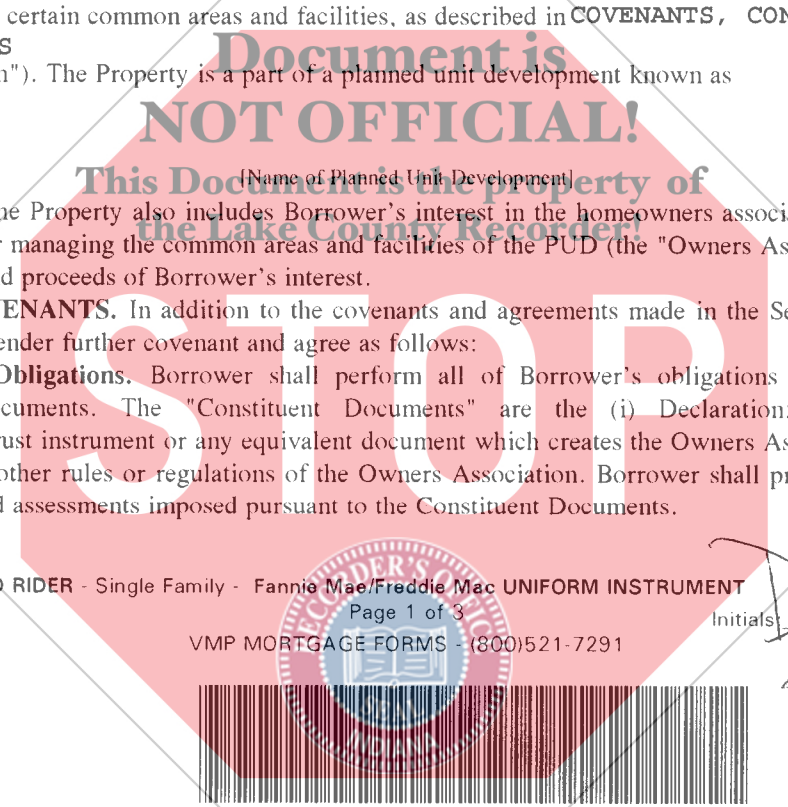 certain common areas and facilities, as described in COVENANTS, CON
S
"). The Property is a part of a planned unit development known as
Document is
NOT OFFICIAL!
This Document is the property of
the Lake County Recorder!
[Name of Planned Unit Development]
he Property also includes Borrower's interest in the homeowners associa
r managing the common areas and facilities of the PUD (the "Owners As
d proceeds of Borrower's interest.
ENANTS. In addition to the covenants and agreements made in the Se
ender further covenant and agree as follows:
Obligations. Borrower shall perform all of Borrower's obligations
cuments. The "Constituent Documents" are the (i) Declaration
rust instrument or any equivalent document which creates the Owners As
other rules or regulations of the Owners Association. Borrower shall pr
d assessments imposed pursuant to the Constituent Documents.
STOP
D RIDER - Single Family - Fannie Mae/Freddie Mac UNIFORM INSTRUMENT
Page 1 of 3
Initials:
VMP MORTGAGE FORMS - (800)521-7291
RECORDER'S OFFICE
SEAL
INDIANA